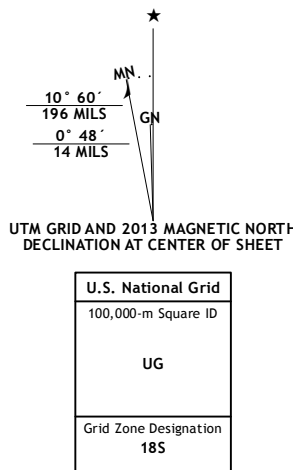 MN
10° 60´
196 MILS
GN
0° 48´
14 MILS
UTM GRID AND 2013 MAGNETIC NORTH
DECLINATION AT CENTER OF SHEET
U.S. National Grid
100,000-m Square ID
UG
Grid Zone Designation
18S